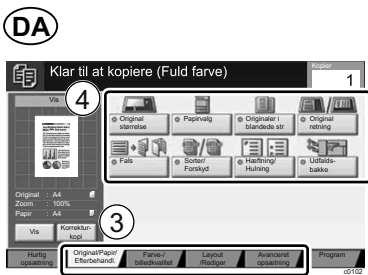 DA
Klar til at kopiere (Fuld farve)
Kopier
1
Vis
4
Original
størrelse
Papirvalg
Originaler i
blandede str
Original
retning
Fals
Sorter/
Forskyd
Hæftning/
Hulning
Udfalds-
bakke
Original : A4
Zoom : 100%
Papir : A4
Vis
Korrektur-
kopi
3
Hurtig
opsætning
Original/Papir/
Efterbehandl.
Farve-/
billedkvalitet
Layout
/Rediger
Avanceret
opsætning
Program
c0102